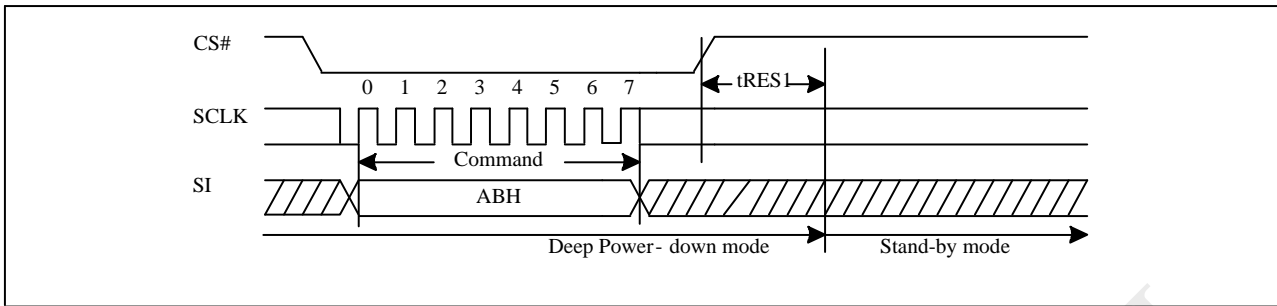 CS#
tRES1
0 1 2 3 4 5 6 7
SCLK
Command
SI
ABH
Deep Power- down mode Stand-by mode